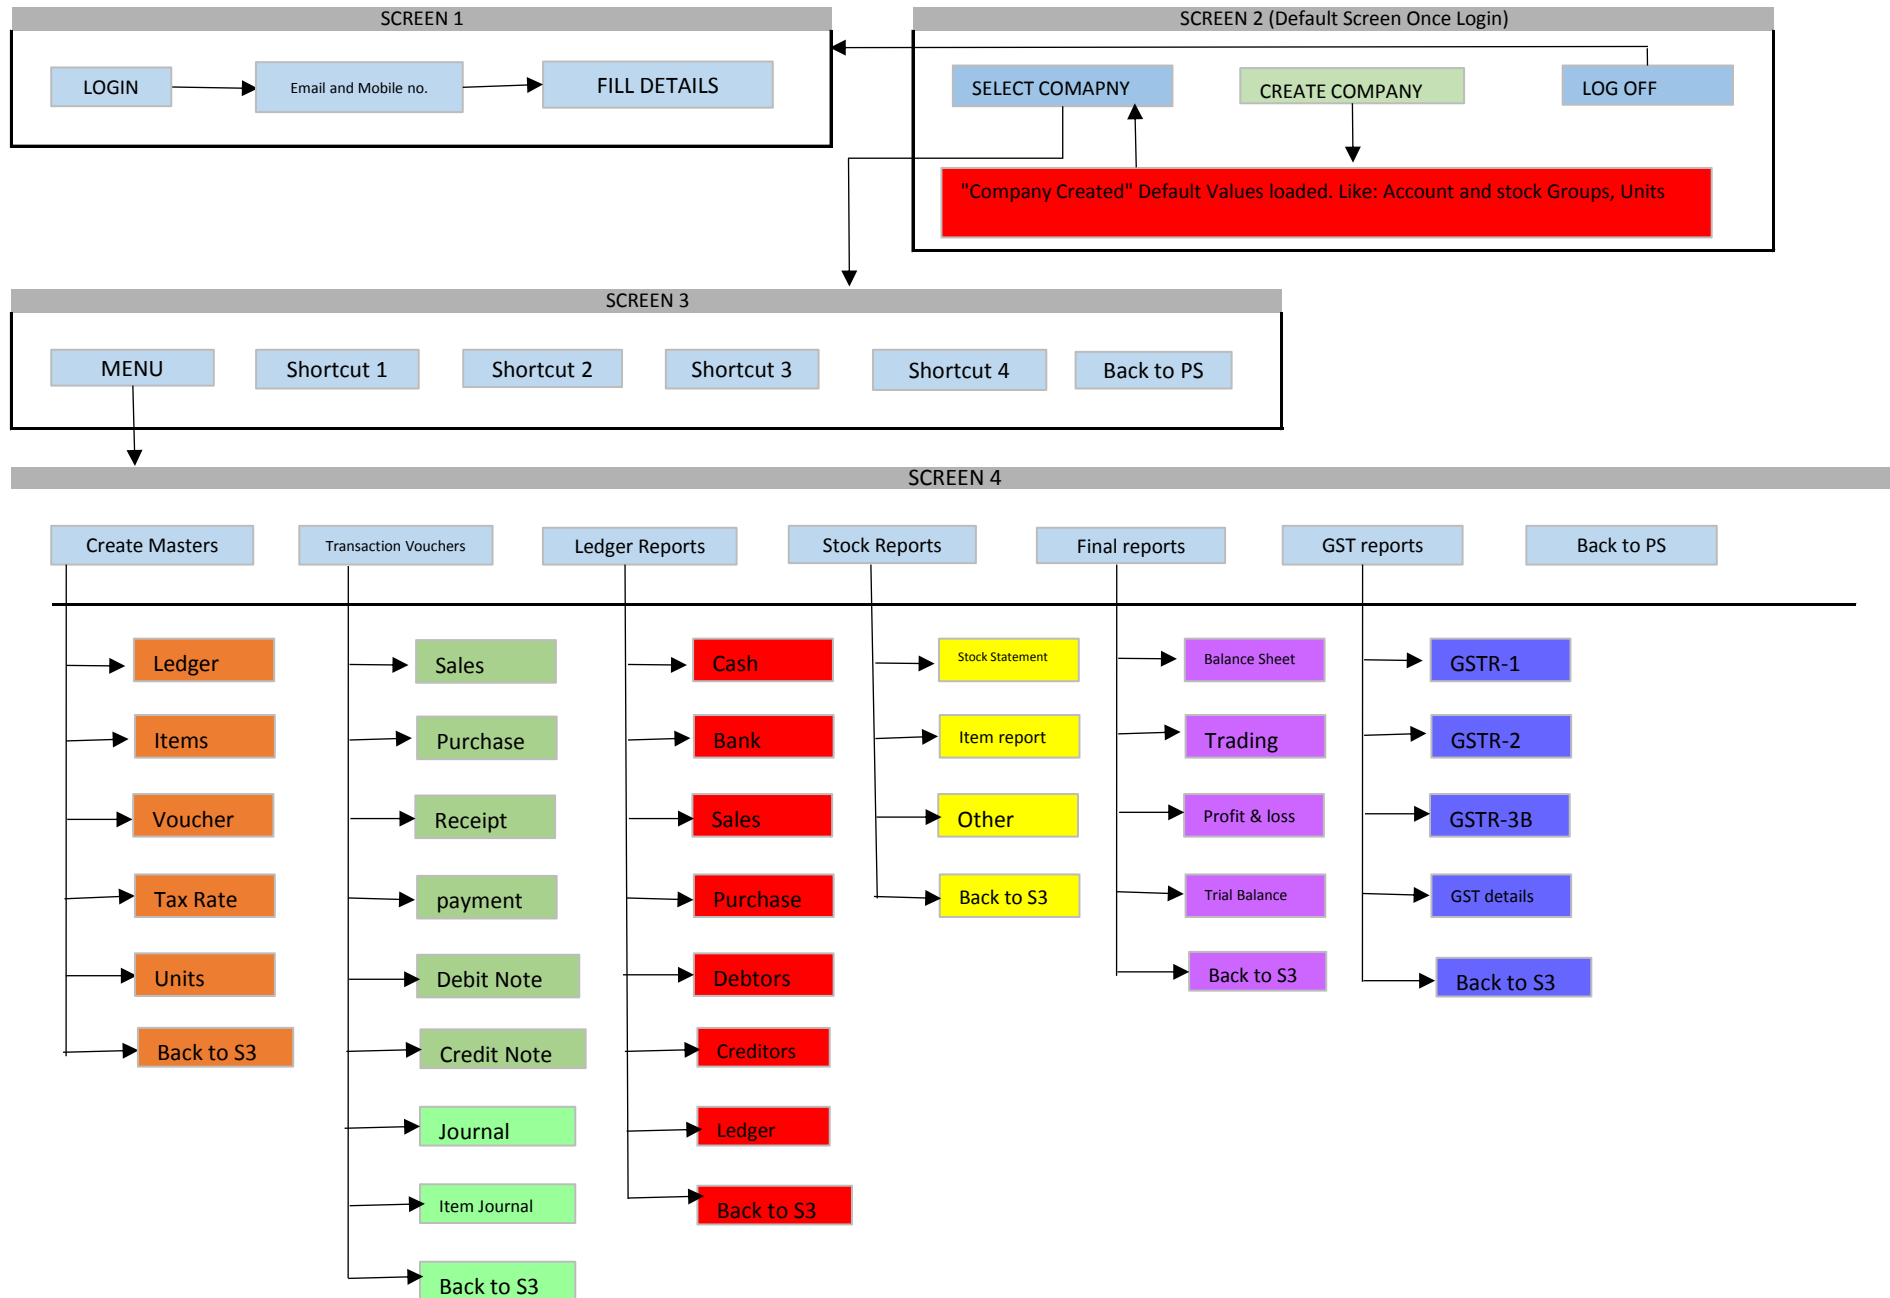 SCREEN 1
LOGIN
Email and Mobile no.
FILL DETAILS
SCREEN 2 (Default Screen Once Login)
SELECT COMAPNY
CREATE COMPANY
LOG OFF
"Company Created" Default Values loaded. Like: Account and stock Groups, Units
SCREEN 3
MENU
Shortcut 1
Shortcut 2
Shortcut 3
Shortcut 4
Back to PS
SCREEN 4
Create Masters
Transaction Vouchers
Ledger Reports
Stock Reports
Final reports
GST reports
Back to PS
Ledger
Items
Voucher
Tax Rate
Units
Back to S3
Sales
Purchase
Receipt
payment
Debit Note
Credit Note
Journal
Item Journal
Back to S3
Cash
Bank
Sales
Purchase
Debtors
Creditors
Ledger
Back to S3
Stock Statement
Item report
Other
Back to S3
Balance Sheet
Trading
Profit & loss
Trial Balance
Back to S3
GSTR-1
GSTR-2
GSTR-3B
GST details
Back to S3